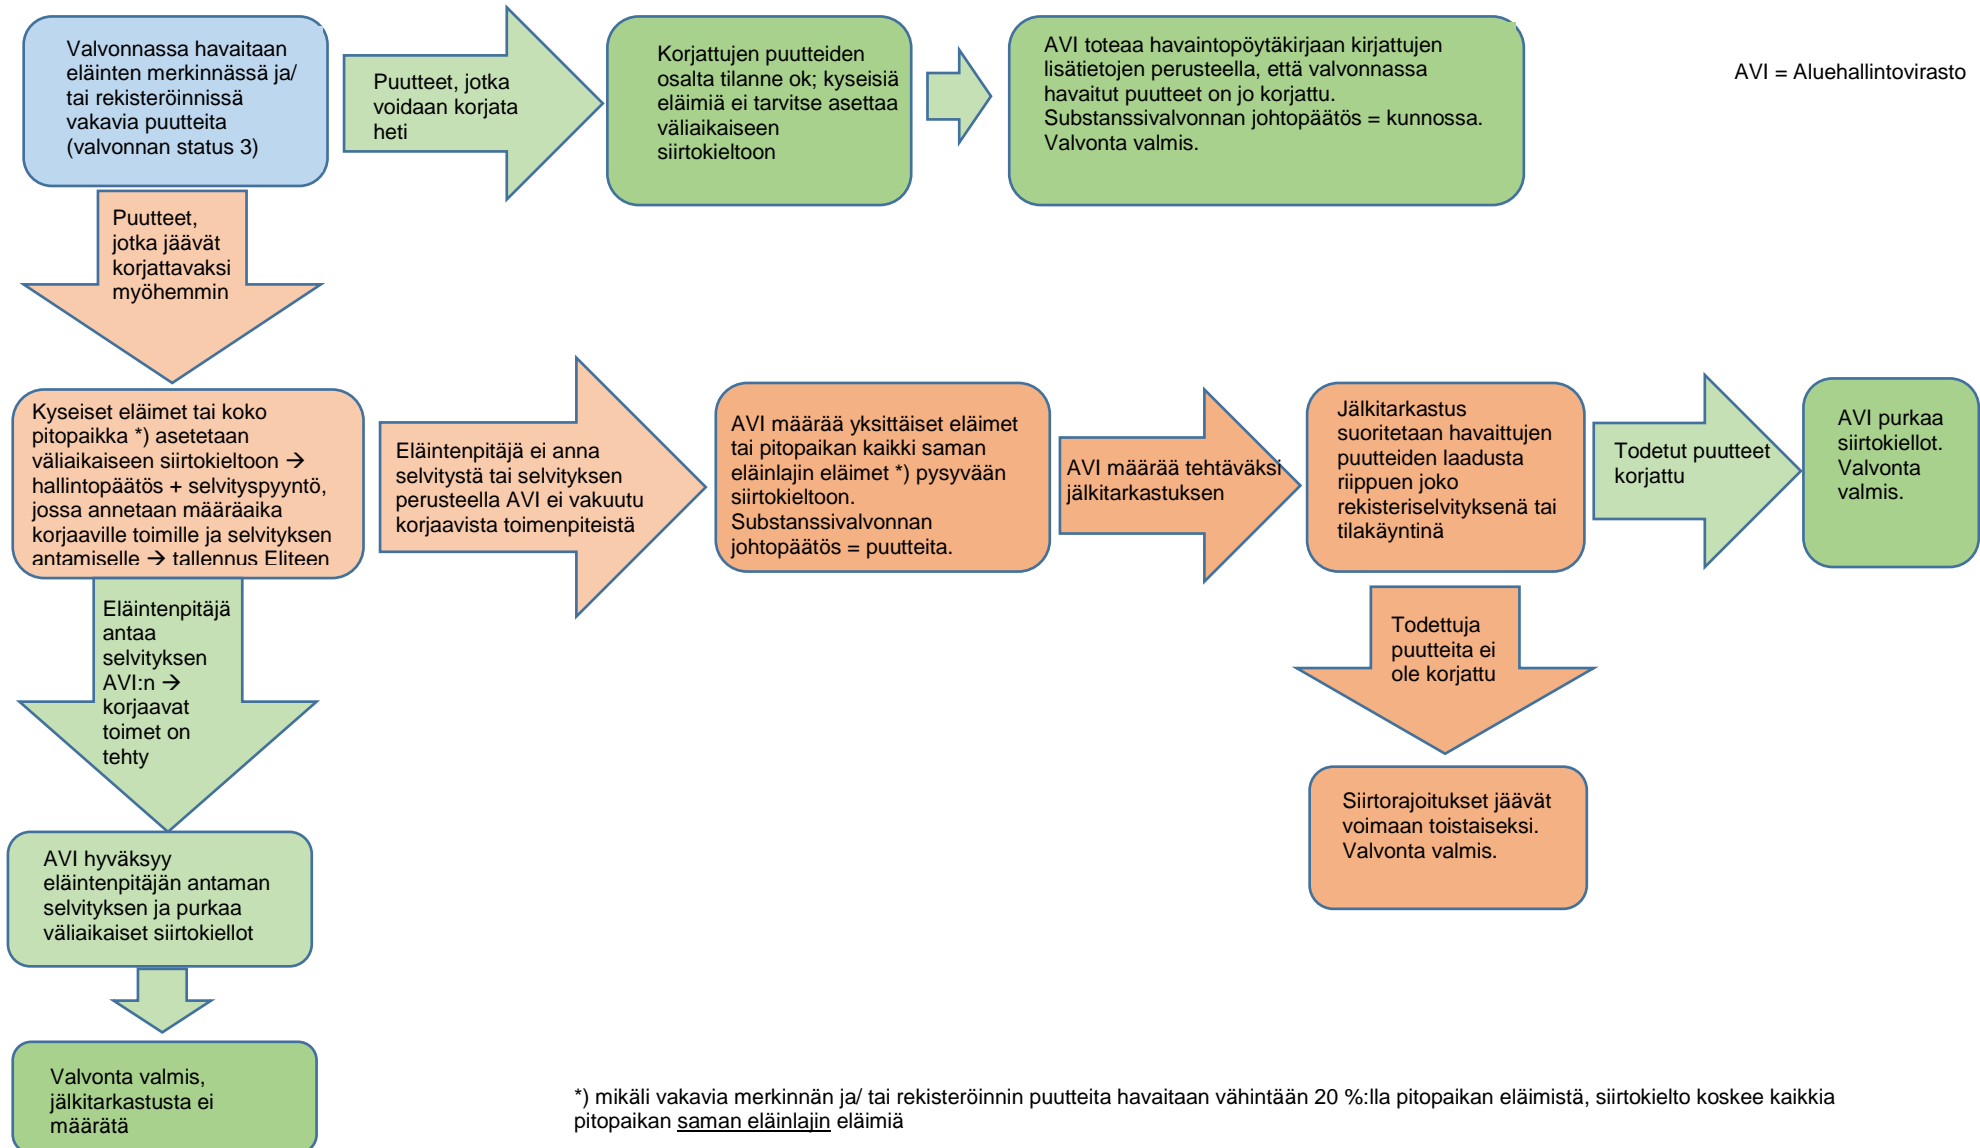 Valvonnassa havaitaan
eläinten merkinnässä ja/
tai rekisteröinnissä
vakavia puutteita
(valvonnan status 3)
Puutteet, jotka
voidaan korjata
heti
Korjattujen puutteiden
osalta tilanne ok; kyseisiä
eläimiä ei tarvitse asettaa
väliaikaiseen
siirtokieltoon
AVI toteaa havaintopöytäkirjaan kirjattujen
lisätietojen perusteella, että valvonnassa
havaitut puutteet on jo korjattu.
Substanssivalvonnan johtopäätös = kunnossa.
Valvonta valmis.
AVI = Aluehallintovirasto
Puutteet,
jotka jäävät
korjattavaksi
myöhemmin
Kyseiset eläimet tai koko
pitopaikka *) asetetaan
väliaikaiseen siirtokieltoon →
hallintopäätös + selvityspyyntö,
jossa annetaan määräaika
korjaaville toimille ja selvityksen
antamiselle → tallennus Eliteen
Eläintenpitäjä ei anna
selvitystä tai selvityksen
perusteella AVI ei vakuutu
korjaavista toimenpiteistä
AVI määrää yksittäiset eläimet
tai pitopaikan kaikki saman
eläinlajin eläimet *) pysyvään
siirtokieltoon.
Substanssivalvonnan
johtopäätös = puutteita.
AVI määrää tehtäväksi
jälkitarkastuksen
Jälkitarkastus
suoritetaan havaittujen
puutteiden laadusta
riippuen joko
rekisteriselvityksenä tai
tilakäyntinä
Todetut puutteet
korjattu
AVI purkaa
siirtokiellot.
Valvonta
valmis.
Eläintenpitäjä
antaa
selvityksen
AVI:n →
korjaavat
toimet on
tehty
Todettuja
puutteita ei
ole korjattu
Siirtorajoitukset jäävät
voimaan toistaiseksi.
Valvonta valmis.
AVI hyväksyy
eläintenpitäjän antaman
selvityksen ja purkaa
väliaikaiset siirtokiellot
Valvonta valmis,
jälkitarkastusta ei
määrätä
*) mikäli vakavia merkinnän ja/ tai rekisteröinnin puutteita havaitaan vähintään 20 %:lla pitopaikan eläimistä, siirtokielto koskee kaikkia
pitopaikan saman eläinlajin eläimiä